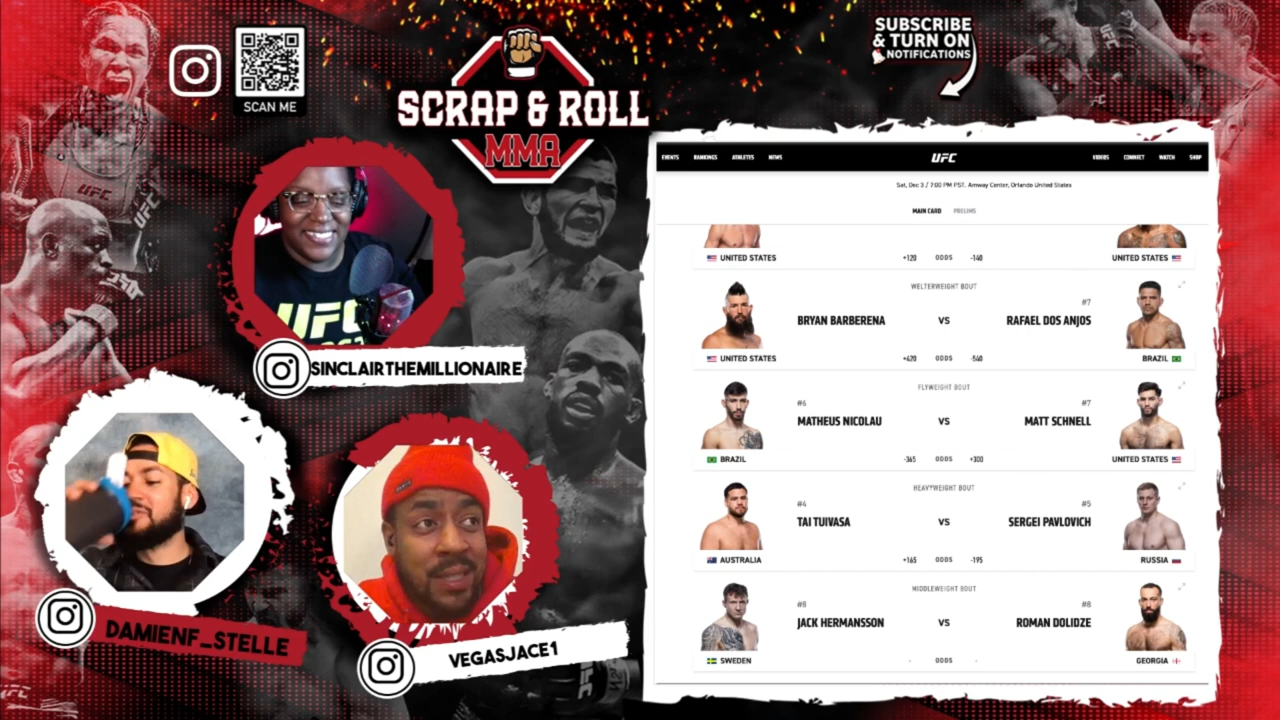 SCAN ME
SCRAP & ROLL
MMA
SUBSCRIBE
& TURN ON
NOTIFICATIONS
UFC
UFC
UFC
SINCLAIRTHEMILLIONAIRE
DAMIENF_STELLE
VEGASJACE1
EVENTS RANKINGS ATHLETES NEWS UFC VIDEOS CONNECT WATCH SHOP
Sat, Dec 3 / 7:00 PM PST. Amway Center, Orlando United States
MAIN CARD PRELIMS
UNITED STATES +120 ODDS -140 UNITED STATES
WELTERWEIGHT BOUT
#7
BRYAN BARBERENA VS RAFAEL DOS ANJOS
UNITED STATES +420 ODDS -540 BRAZIL
FLYWEIGHT BOUT
#6 #7
MATHEUS NICOLAU VS MATT SCHNELL
BRAZIL -365 ODDS +300 UNITED STATES
HEAVYWEIGHT BOUT
#4 #5
TAI TUIVASA VS SERGEI PAVLOVICH
AUSTRALIA +165 ODDS -195 RUSSIA
MIDDLEWEIGHT BOUT
#8 #8
JACK HERMANSSON VS ROMAN DOLIDZE
SWEDEN - ODDS - GEORGIA